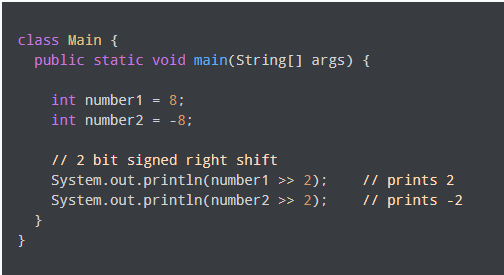 class Main {
  public static void main(String[] args) {

    int number1 = 8;
    int number2 = -8;

    // 2 bit signed right shift
    System.out.println(number1 >> 2);    // prints 2
    System.out.println(number2 >> 2);    // prints -2
  }
}